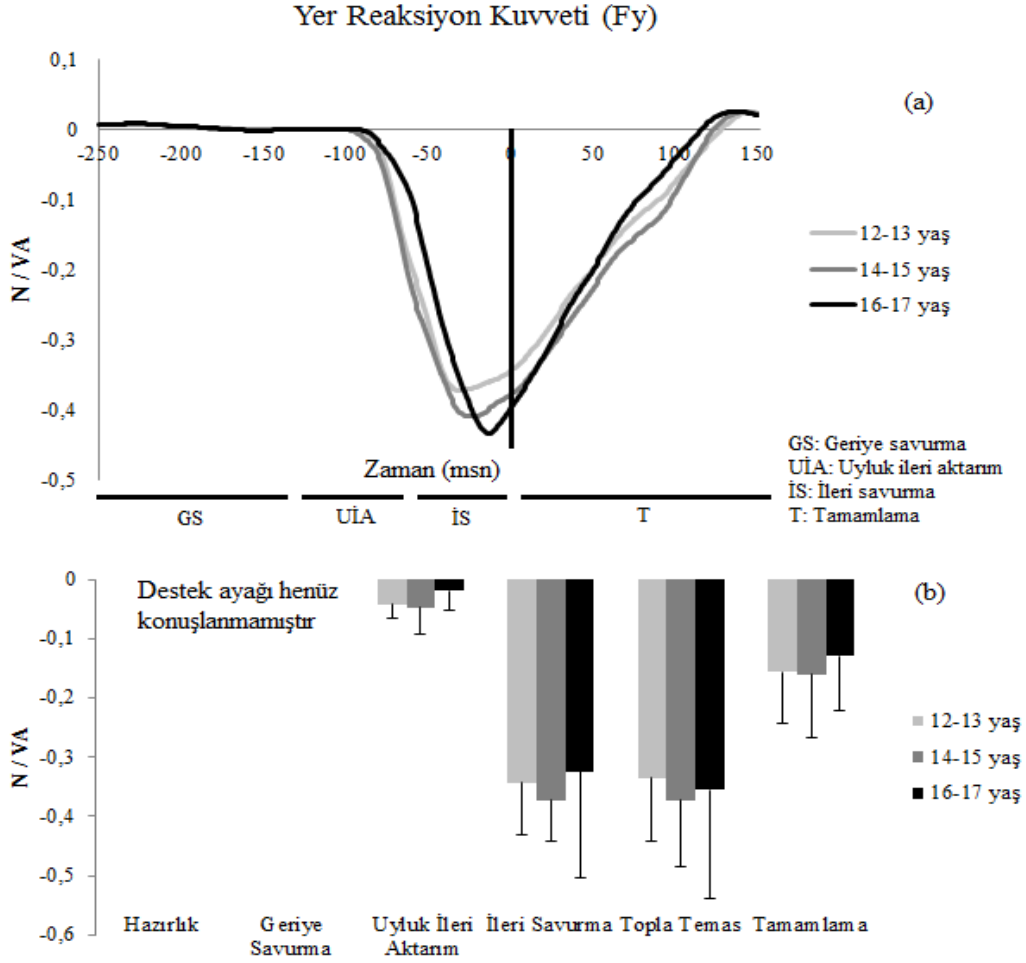 Yer Reaksiyon Kuvveti (Fy)
0,1
0
-0,1
-0,2
-0,3
-0,4
-0,5
N / VA
-250 -200 -150 -100 -50 0 50 100 150
(a)
12-13 yaş
14-15 yaş
16-17 yaş
Zaman (msn)
GS: Geriye savurma
UİA: Uyluk ileri aktarım
İS: İleri savurma
T: Tamamlama
GS UİA İS T
0
-0,1
-0,2
-0,3
-0,4
-0,5
-0,6
N / VA
Destek ayağı henüz
konuşlanmamıştır
(b)
12-13 yaş
14-15 yaş
16-17 yaş
Hazırlık Geriye Uyluk İleri İleri Savurma Topla Temas Tamamlama
Savurma Aktarım